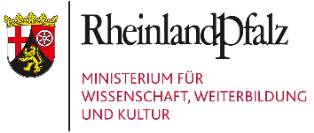 RheinlandPfalz
MINISTERIUM FÜR
WISSENSCHAFT, WEITERBILDUNG
UND KULTUR